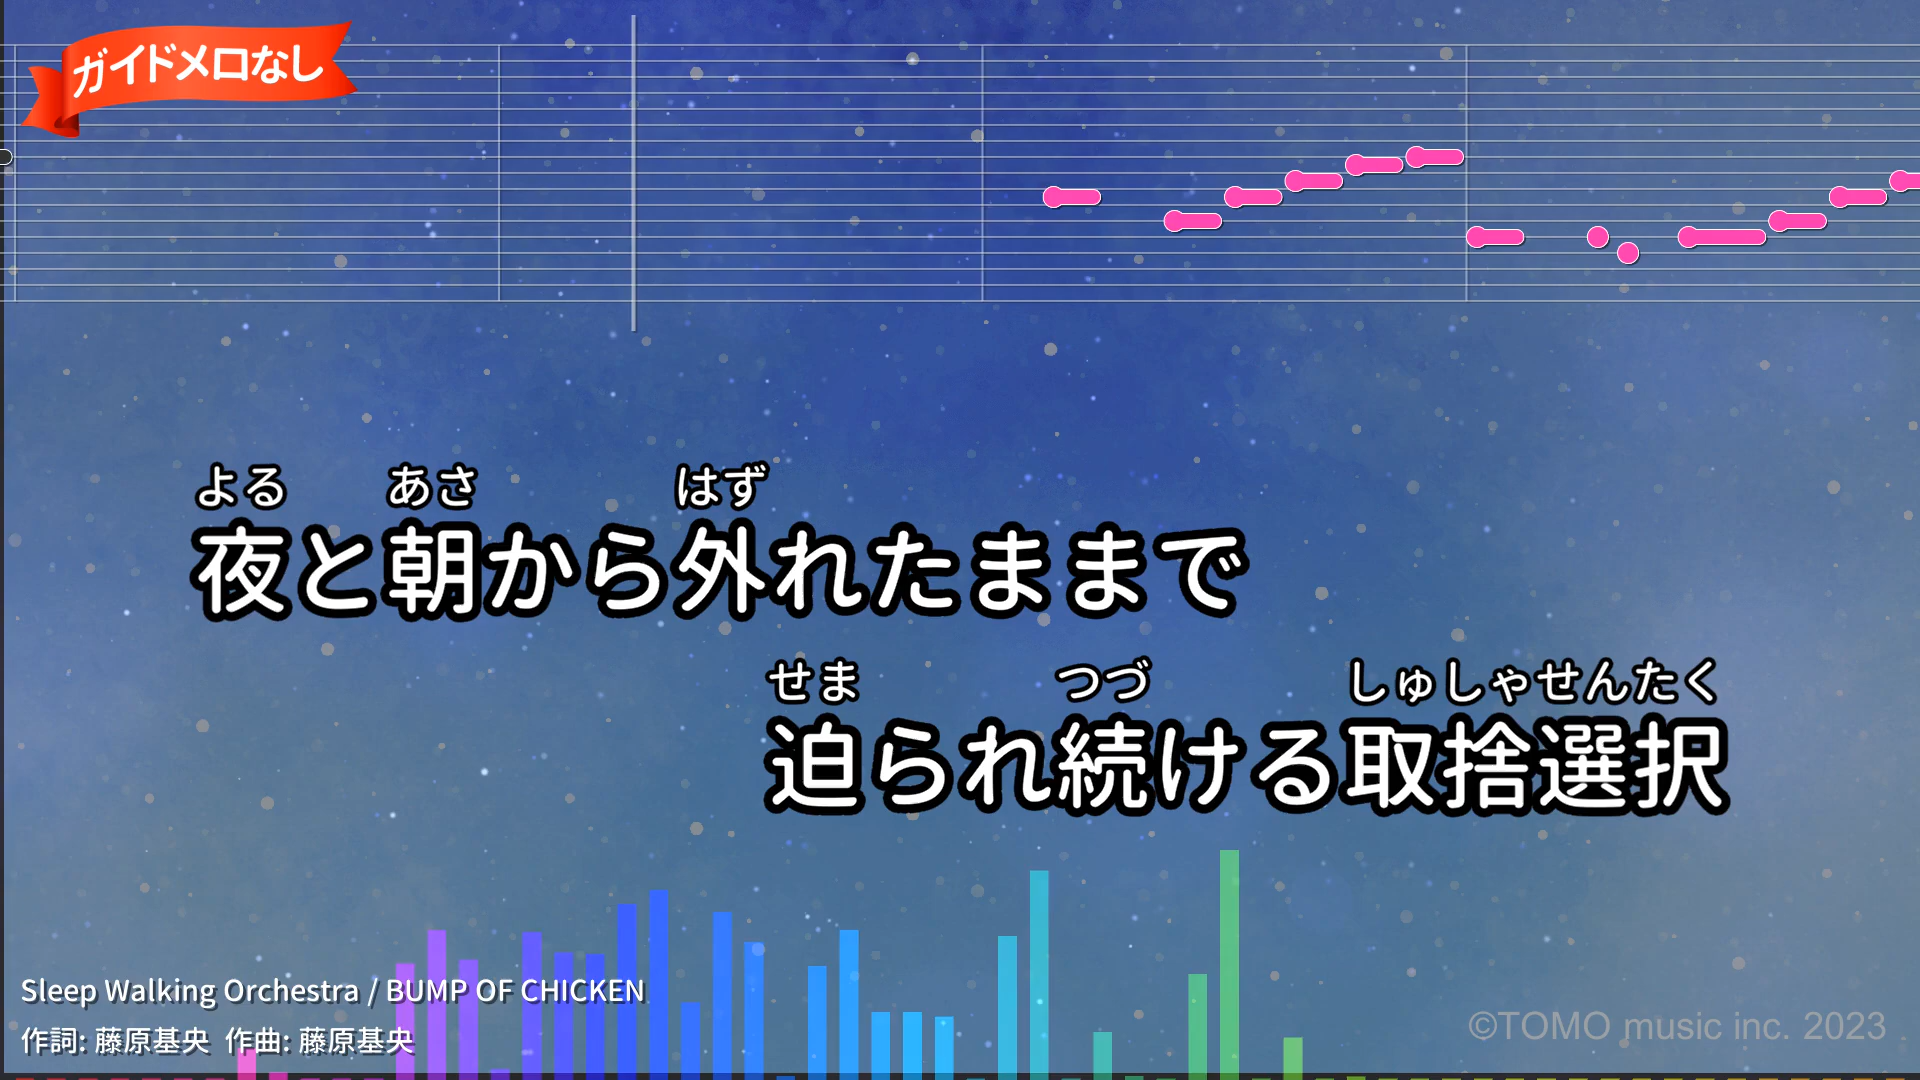 ガイドメロなし
よる あさ はず
夜と朝から外れたままで
せま つづ しゅしゃせんたく
迫られ続ける取捨選択
Sleep Walking Orchestra / BUMP OF CHICKEN
作詞: 藤原基央 作曲: 藤原基央
©TOMO music inc. 2023